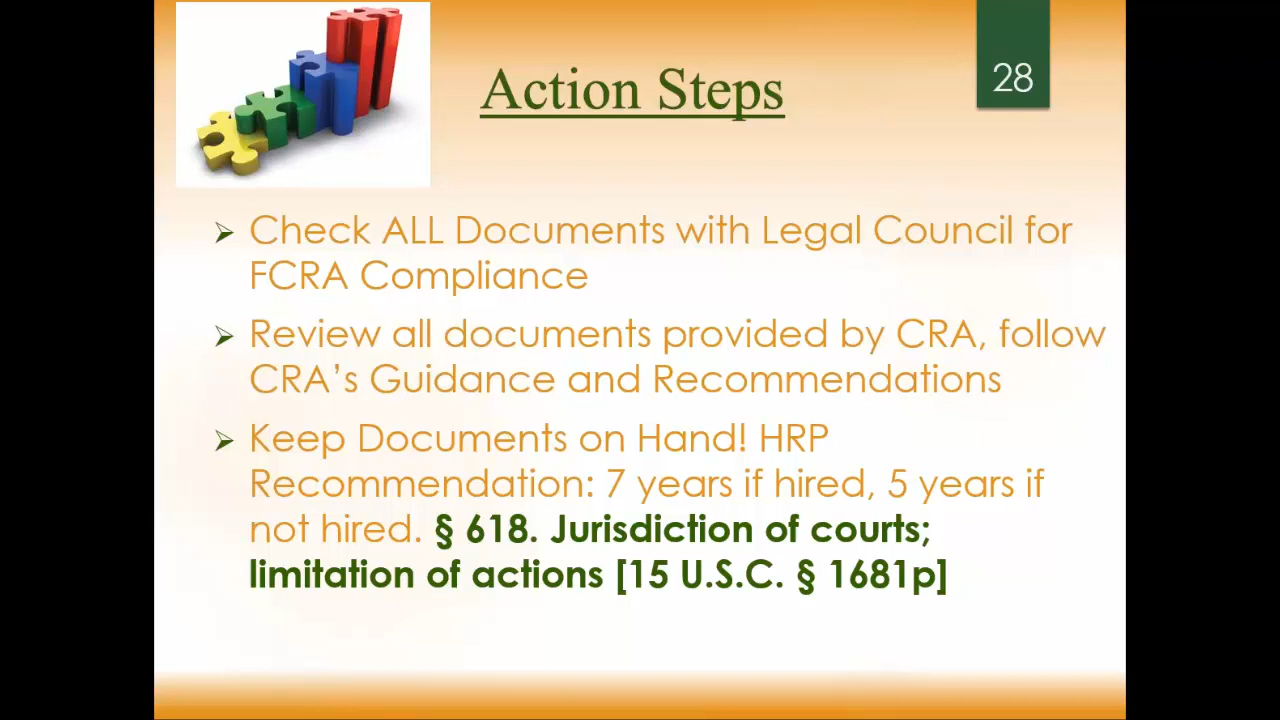 28
Action Steps
Check ALL Documents with Legal Council for
FCRA Compliance
Review all documents provided by CRA, follow
CRA’s Guidance and Recommendations
Keep Documents on Hand! HRP
Recommendation: 7 years if hired, 5 years if
not hired. § 618. Jurisdiction of courts;
limitation of actions [15 U.S.C. § 1681p]